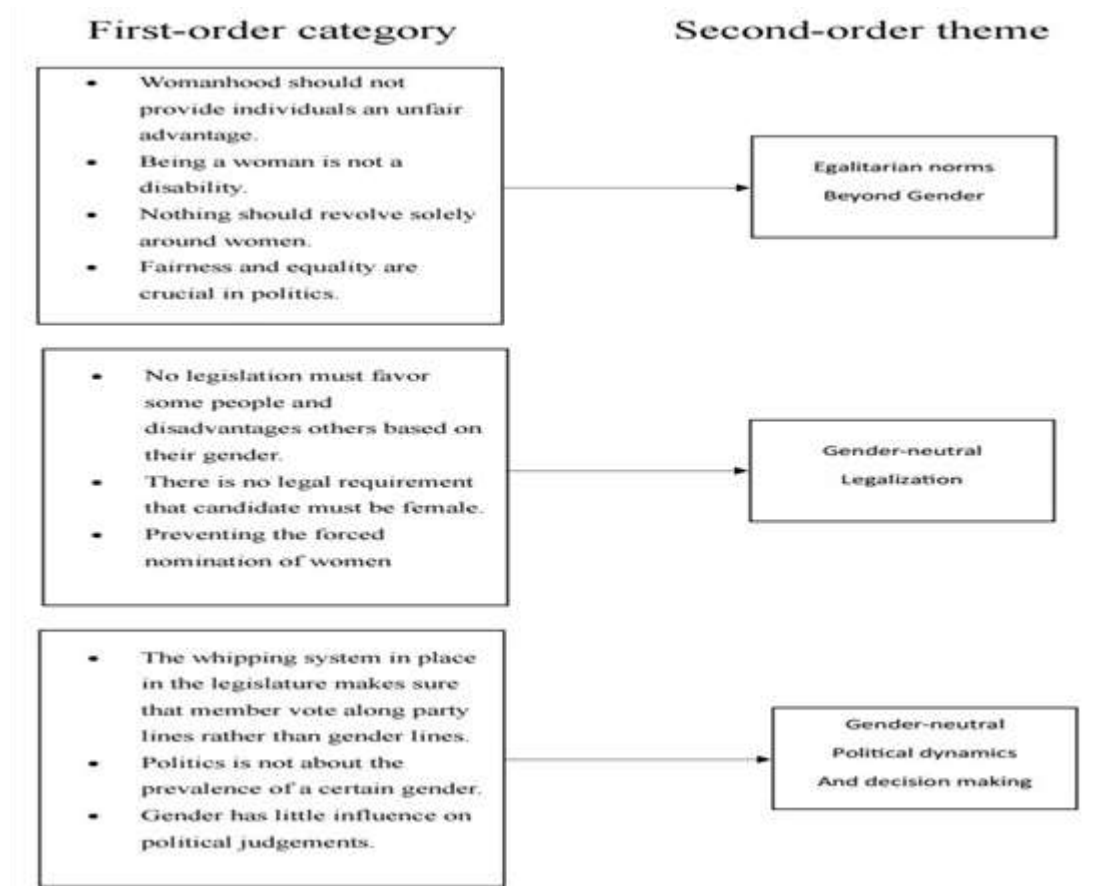 First-order category
Second-order theme
• Womanhood should not
provide individuals an unfair
advantage.
• Being a woman is not a
disability.
• Nothing should revolve solely
around women.
• Fairness and equality are
crucial in politics.
Egalitarian norms
Beyond Gender
• No legislation must favor
some people and
disadvantages others based on
their gender.
• There is no legal requirement
that candidate must be female.
• Preventing the forced
nomination of women
Gender-neutral
Legalization
• The whipping system in place
in the legislature makes sure
that member vote along party
lines rather than gender lines.
• Politics is not about the
prevalence of a certain gender.
• Gender has little influence on
political judgements.
Gender-neutral
Political dynamics
And decision making